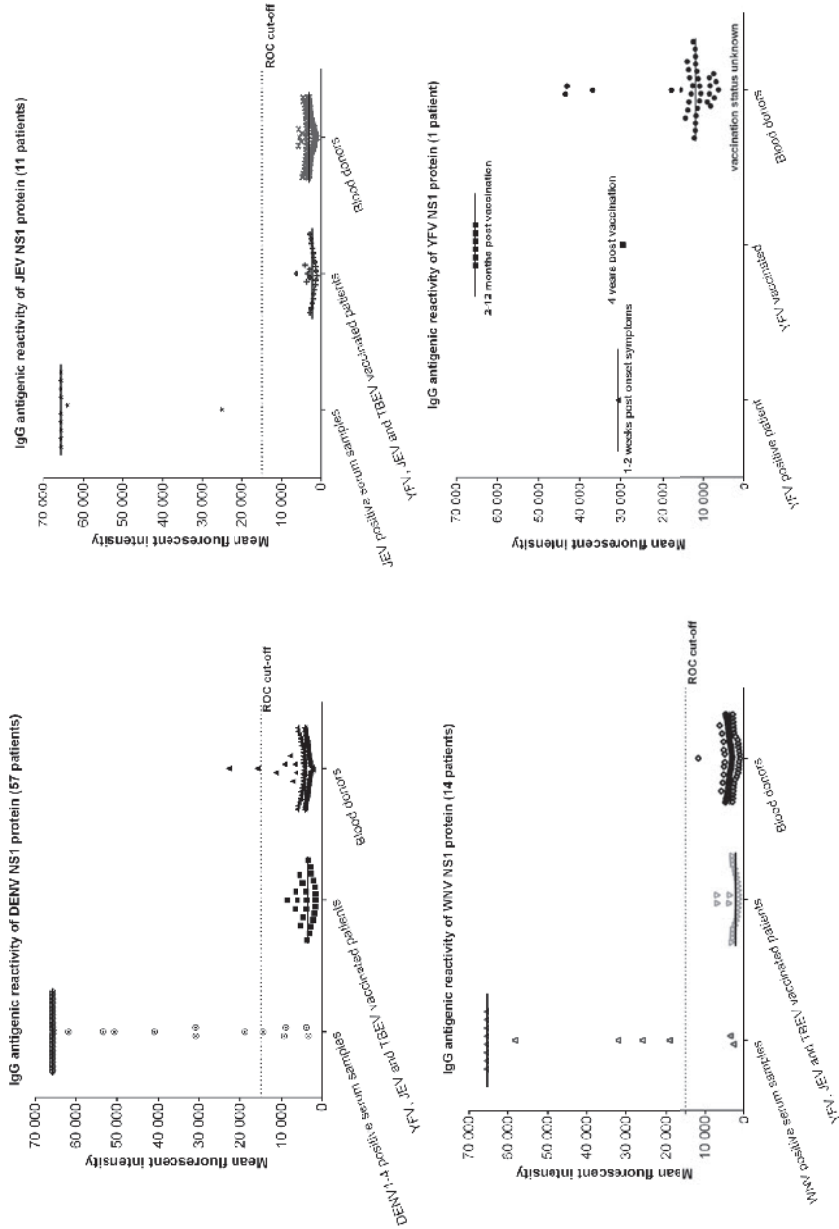 IgG antigenic reactivity of DENV NS1 protein (57 patients)
Mean fluorescent intensity
70 000
60 000
50 000
40 000
30 000
20 000
10 000
0
ROC cut-off
DENV 1-4 positive serum samples
YFV, JEV and TBEV vaccinated patients
Blood donors
IgG antigenic reactivity of JEV NS1 protein (11 patients)
Mean fluorescent intensity
70 000
60 000
50 000
40 000
30 000
20 000
10 000
0
ROC cut-off
JEV positive serum samples
YFV, JEV and TBEV vaccinated patients
Blood donors
IgG antigenic reactivity of WNV NS1 protein (14 patients)
Mean fluorescent intensity
70 000
60 000
50 000
40 000
30 000
20 000
10 000
0
ROC cut-off
WNV positive serum samples
YFV, JEV and TBEV vaccinated patients
Blood donors
IgG antigenic reactivity of YFV NS1 protein (1 patient)
Mean fluorescent intensity
70 000
60 000
50 000
40 000
30 000
20 000
10 000
0
2-12 months post vaccination
4 years post vaccination
1-2 weeks post onset symptoms
vaccination status unknown
YFV positive patient
YFV vaccinated
Blood donors